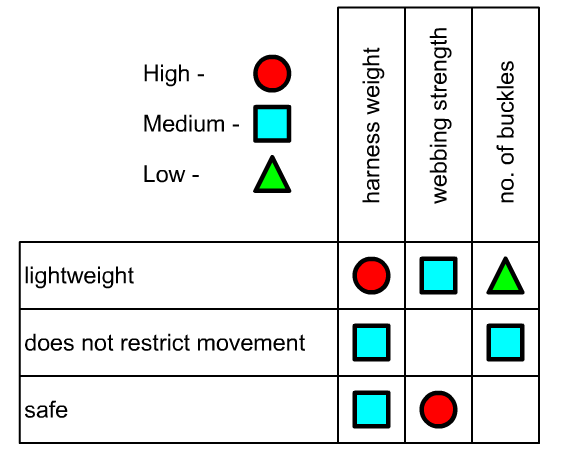 High -
Medium -
Low -
harness weight
webbing strength
no. of buckles
lightweight
does not restrict movement
safe